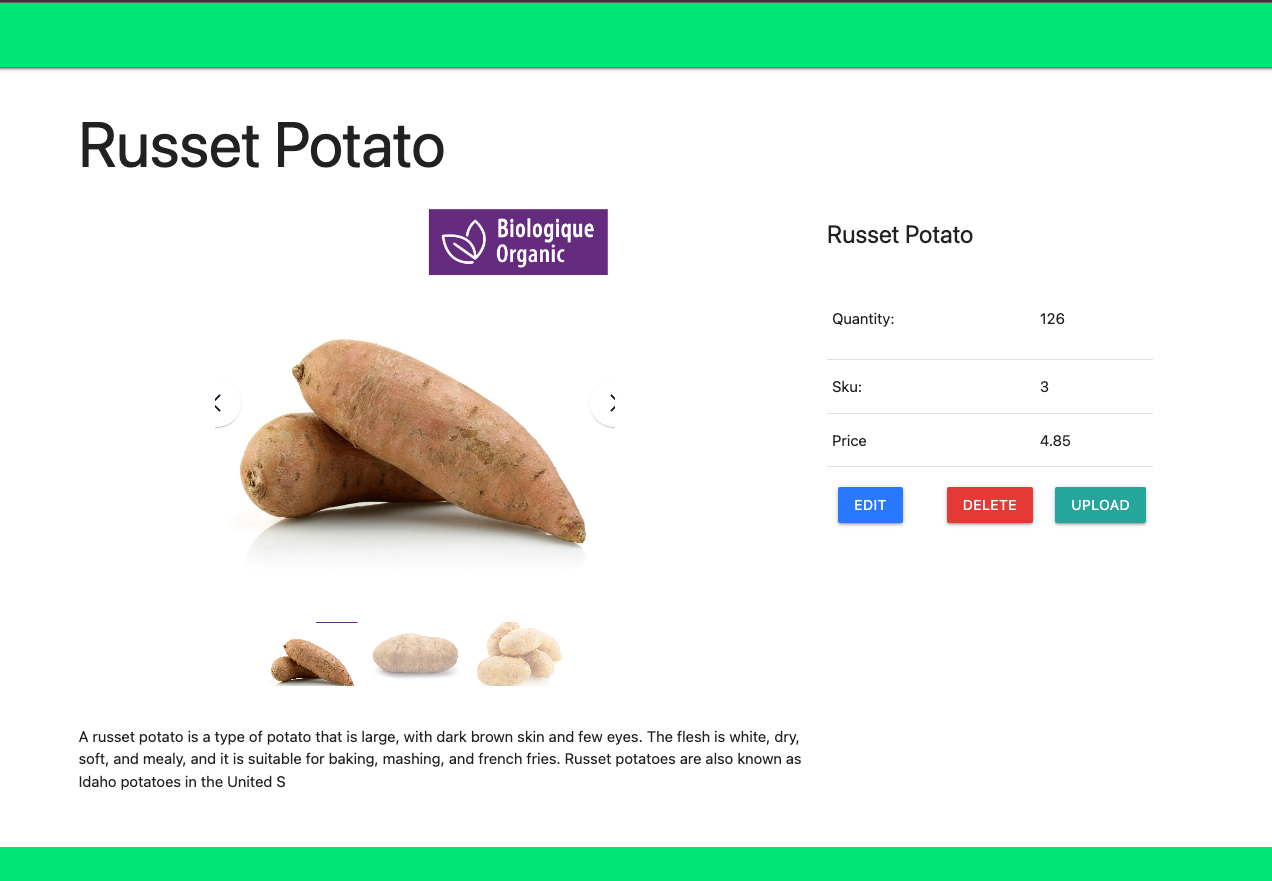 Russet Potato
Biologique
Organic
Russet Potato
Quantity: 126
Sku: 3
Price 4.85
EDIT DELETE UPLOAD
A russet potato is a type of potato that is large, with dark brown skin and few eyes. The flesh is white, dry,
soft, and mealy, and it is suitable for baking, mashing, and french fries. Russet potatoes are also known as
Idaho potatoes in the United S